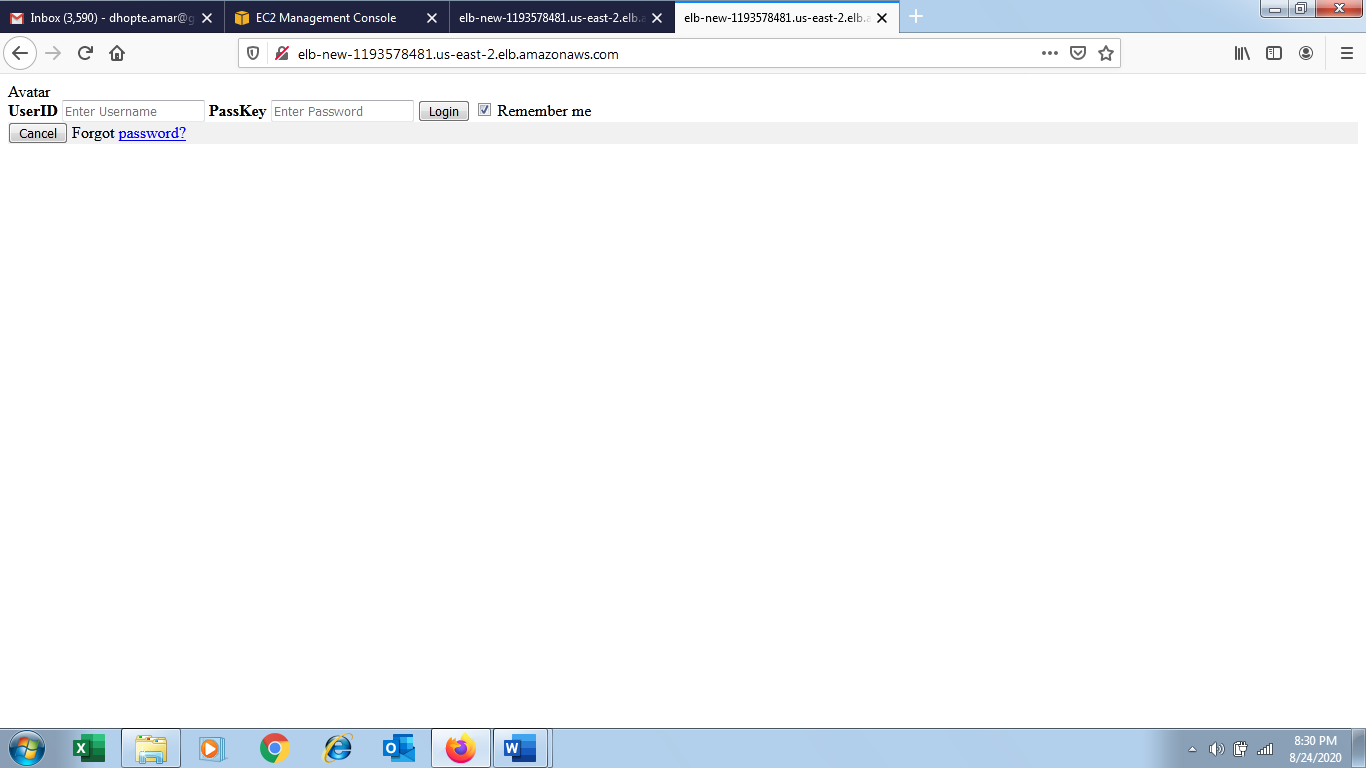 Inbox (3,590) - dhopte.amar@g
EC2 Management Console
elb-new-1193578481.us-east-2.elb.a
elb-new-1193578481.us-east-2.elb.a
elb-new-1193578481.us-east-2.elb.amazonaws.com
Avatar
UserID Enter Username PassKey Enter Password Login Remember me
Cancel Forgot password?
8:30 PM
8/24/2020